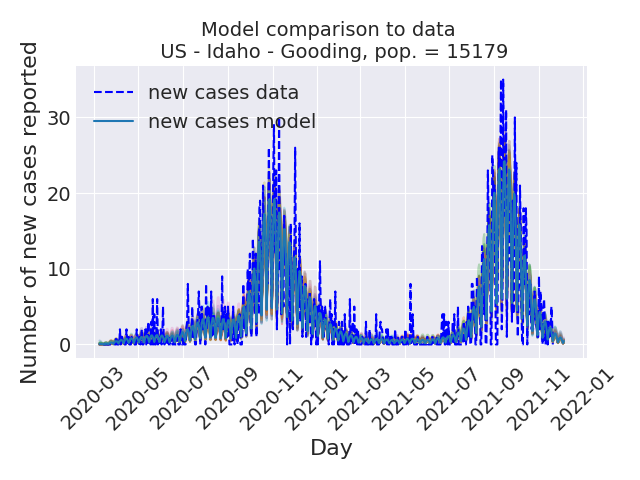 Model comparison to data
US - Idaho - Gooding, pop. = 15179
Number of new cases reported
30
20
10
0
new cases data
new cases model
2020-03
2020-05
2020-07
2020-09
2020-11
2021-01
2021-03
2021-05
2021-07
2021-09
2021-11
2022-01
Day